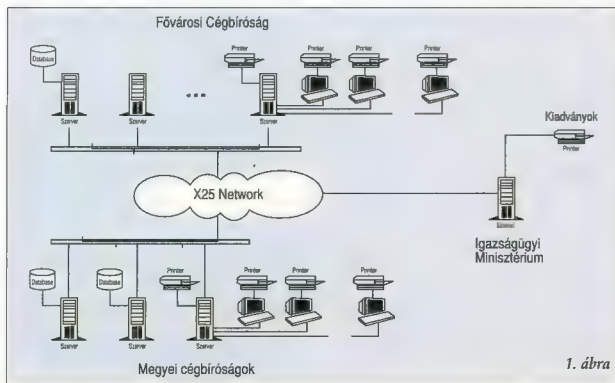 Fővárosi Cégbíróság
Printer Printer Printer Printer
Database
Szerver Szerver Szerver
...
Kiadványok
Printer
X25 Network
Szerver
Igazságügyi
Minisztérium
Printer Printer Printer Printer
Database Database
Szerver Szerver Szerver
Megyei cégbíróságok
1. ábra